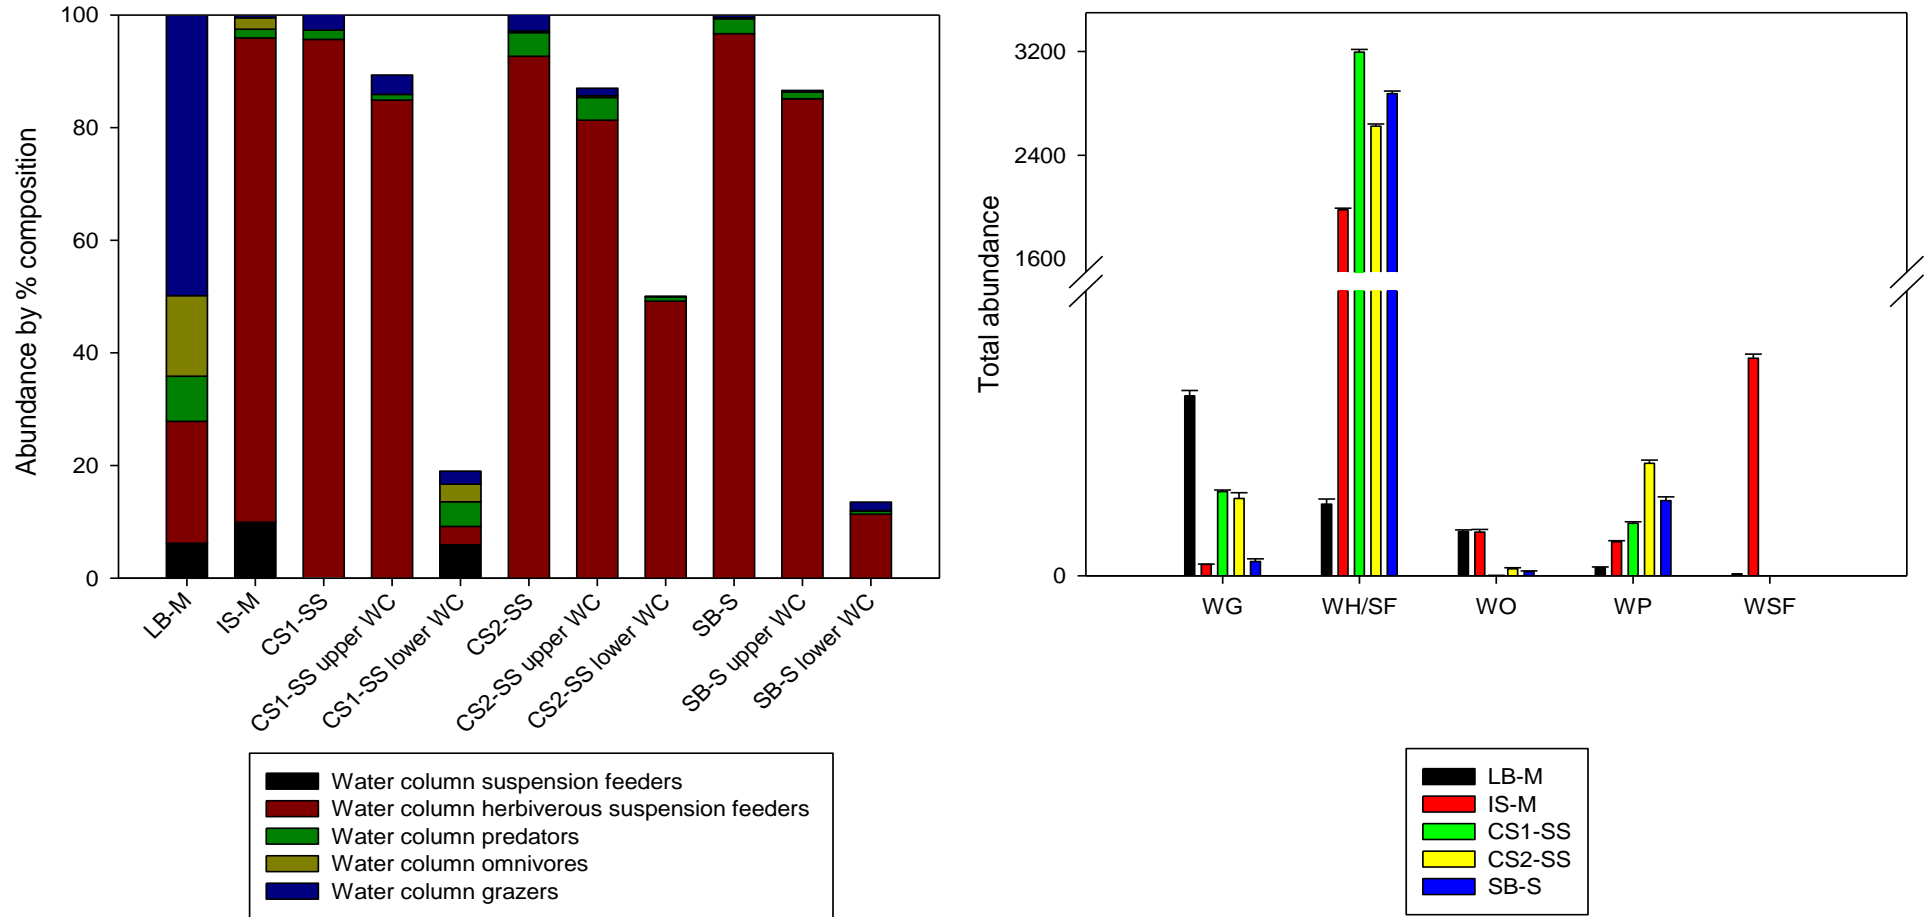 Abundance by % composition
100
80
60
40
20
0
LB-M
IS-M
CS1-SS
CS1-SS upper WC
CS1-SS lower WC
CS2-SS
CS2-SS upper WC
CS2-SS lower WC
SB-S
SB-S upper WC
SB-S lower WC
Water column suspension feeders
Water column herbiverous suspension feeders
Water column predators
Water column omnivores
Water column grazers
Total abundance
3200
2400
1600
0
WG
WH/SF
WO
WP
WSF
LB-M
IS-M
CS1-SS
CS2-SS
SB-S